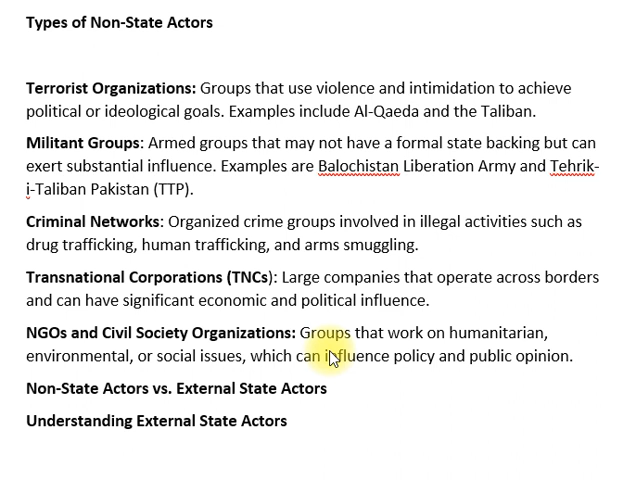 Types of Non-State Actors
Terrorist Organizations: Groups that use violence and intimidation to achieve
political or ideological goals. Examples include Al-Qaeda and the Taliban.
Militant Groups: Armed groups that may not have a formal state backing but can
exert substantial influence. Examples are Balochistan Liberation Army and Tehrik-
i-Taliban Pakistan (TTP).
Criminal Networks: Organized crime groups involved in illegal activities such as
drug trafficking, human trafficking, and arms smuggling.
Transnational Corporations (TNCs): Large companies that operate across borders
and can have significant economic and political influence.
NGOs and Civil Society Organizations: Groups that work on humanitarian,
environmental, or social issues, which can influence policy and public opinion.
Non-State Actors vs. External State Actors
Understanding External State Actors